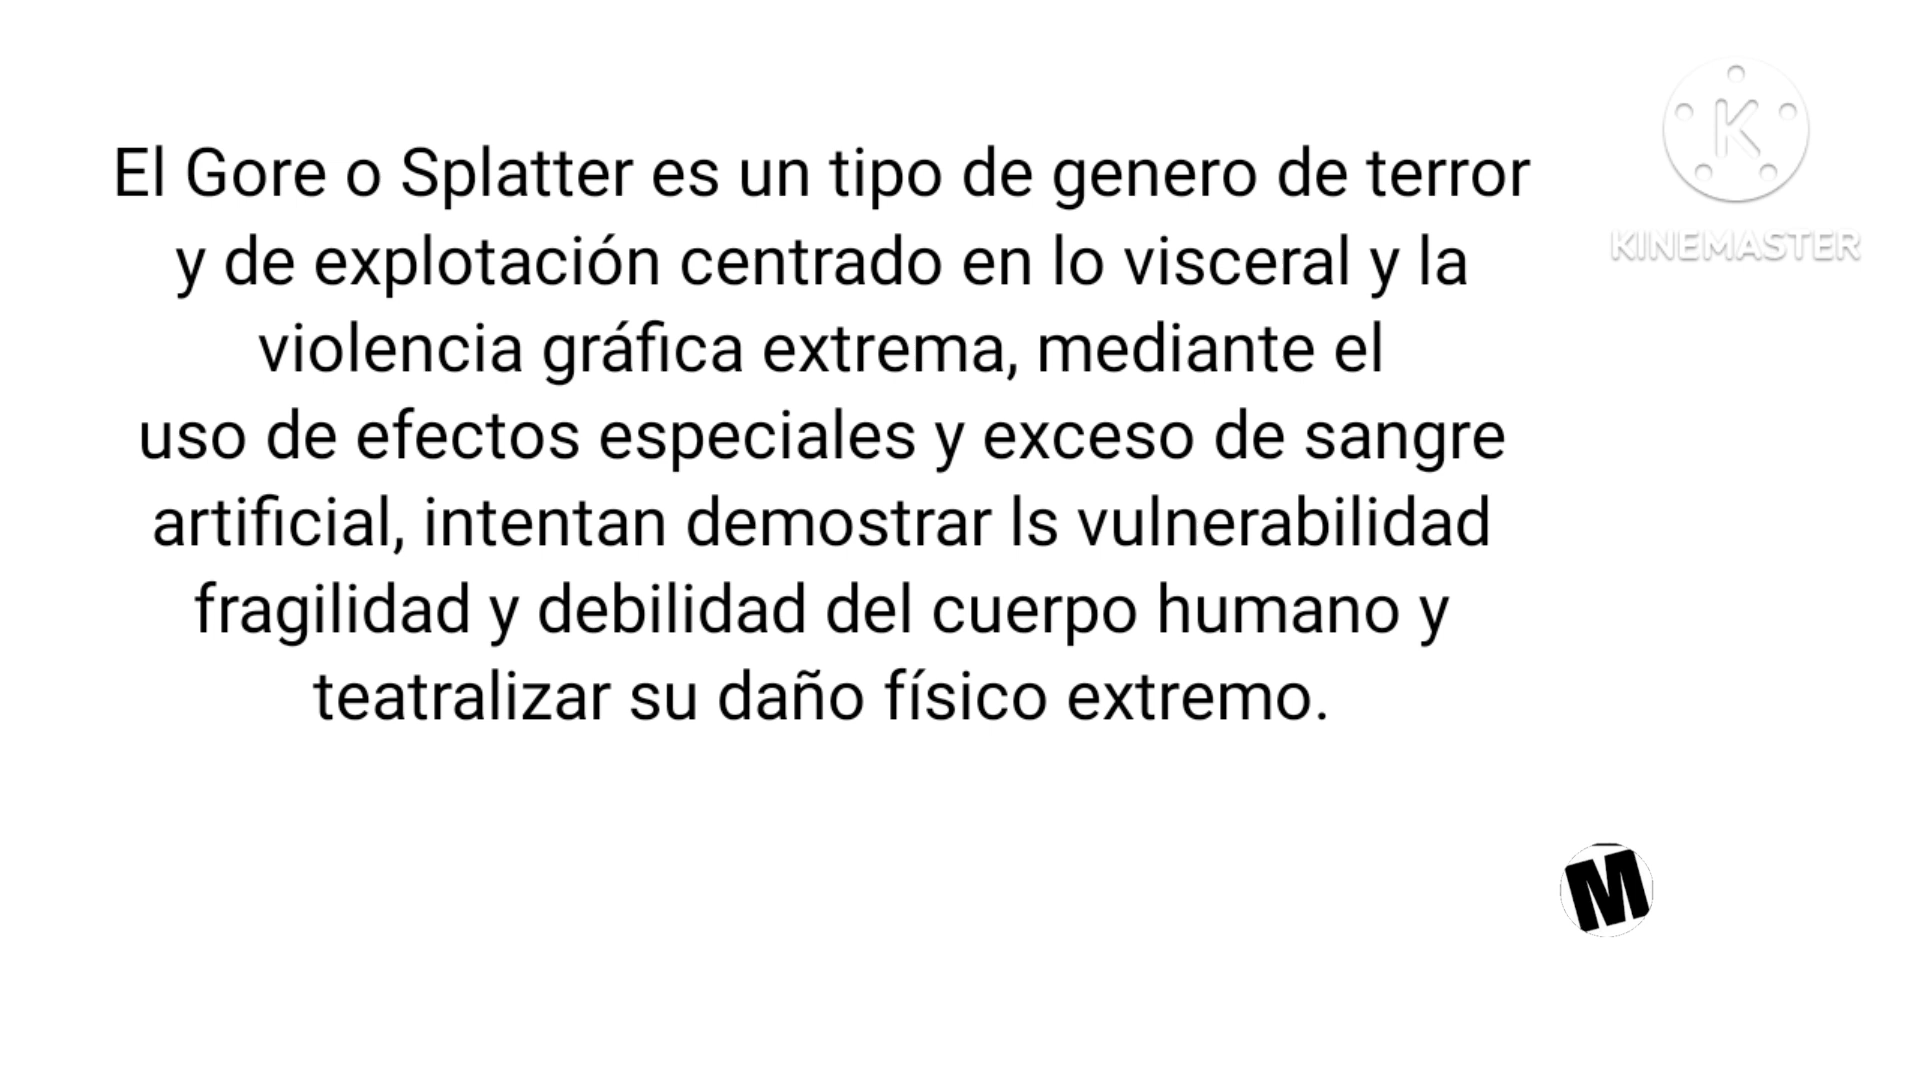 El Gore o Splatter es un tipo de genero de terror
y de explotación centrado en lo visceral y la
violencia gráfica extrema, mediante el
uso de efectos especiales y exceso de sangre
artificial, intentan demostrar ls vulnerabilidad
fragilidad y debilidad del cuerpo humano y
teatralizar su daño físico extremo.
K
KINEMASTER
M